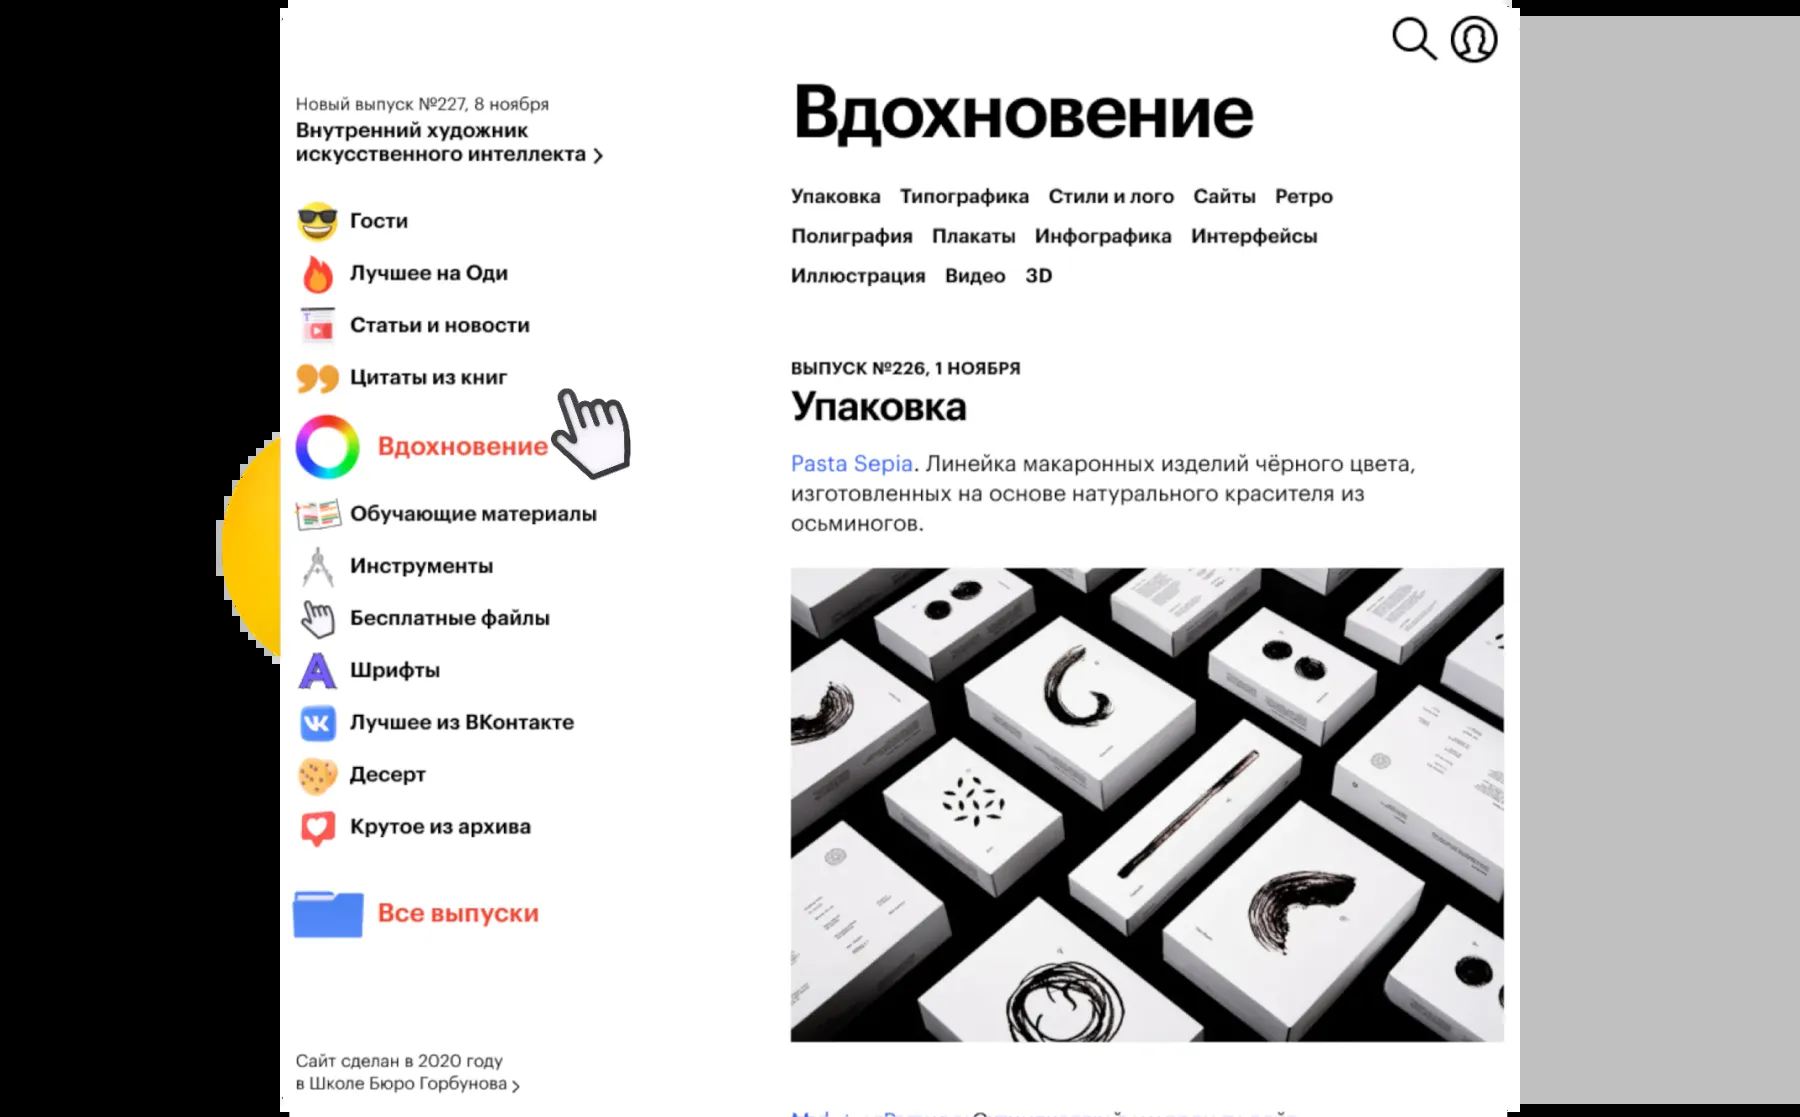 Новый выпуск №227, 8 ноября
Внутренний художник
искусственного интеллекта >
Гости
Лучшее на Оди
Статьи и новости
Цитаты из книг
Вдохновение
Обучающие материалы
Инструменты
Бесплатные файлы
Шрифты
Лучшее из ВКонтакте
Десерт
Крутое из архива
Все выпуски
Сайт сделан в 2020 году
в Школе Бюро Горбунова >
Вдохновение
Упаковка Типографика Стили и лого Сайты Ретро
Полиграфия Плакаты Инфографика Интерфейсы
Иллюстрация Видео 3D
ВЫПУСК №226, 1 НОЯБРЯ
Упаковка
Pasta Sepia. Линейка макаронных изделий чёрного цвета,
изготовленных на основе натурального красителя из
осьминогов.